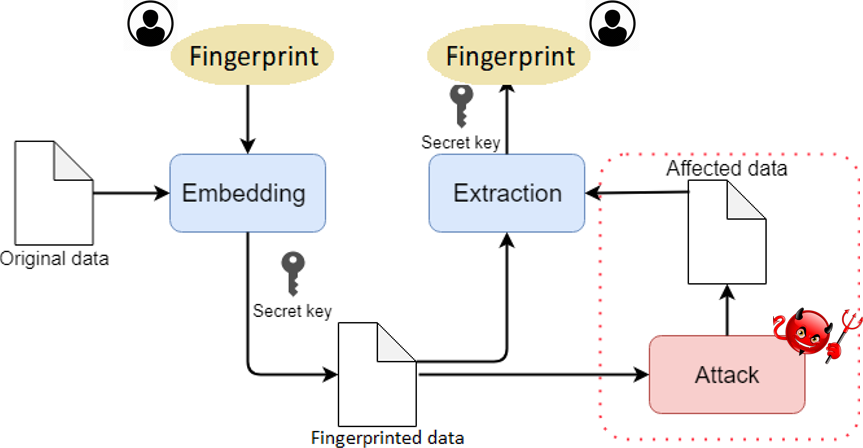 Fingerprint
Fingerprint
Secret key
Affected data
Embedding
Extraction
Original data
Secret key
Attack
Fingerprinted data